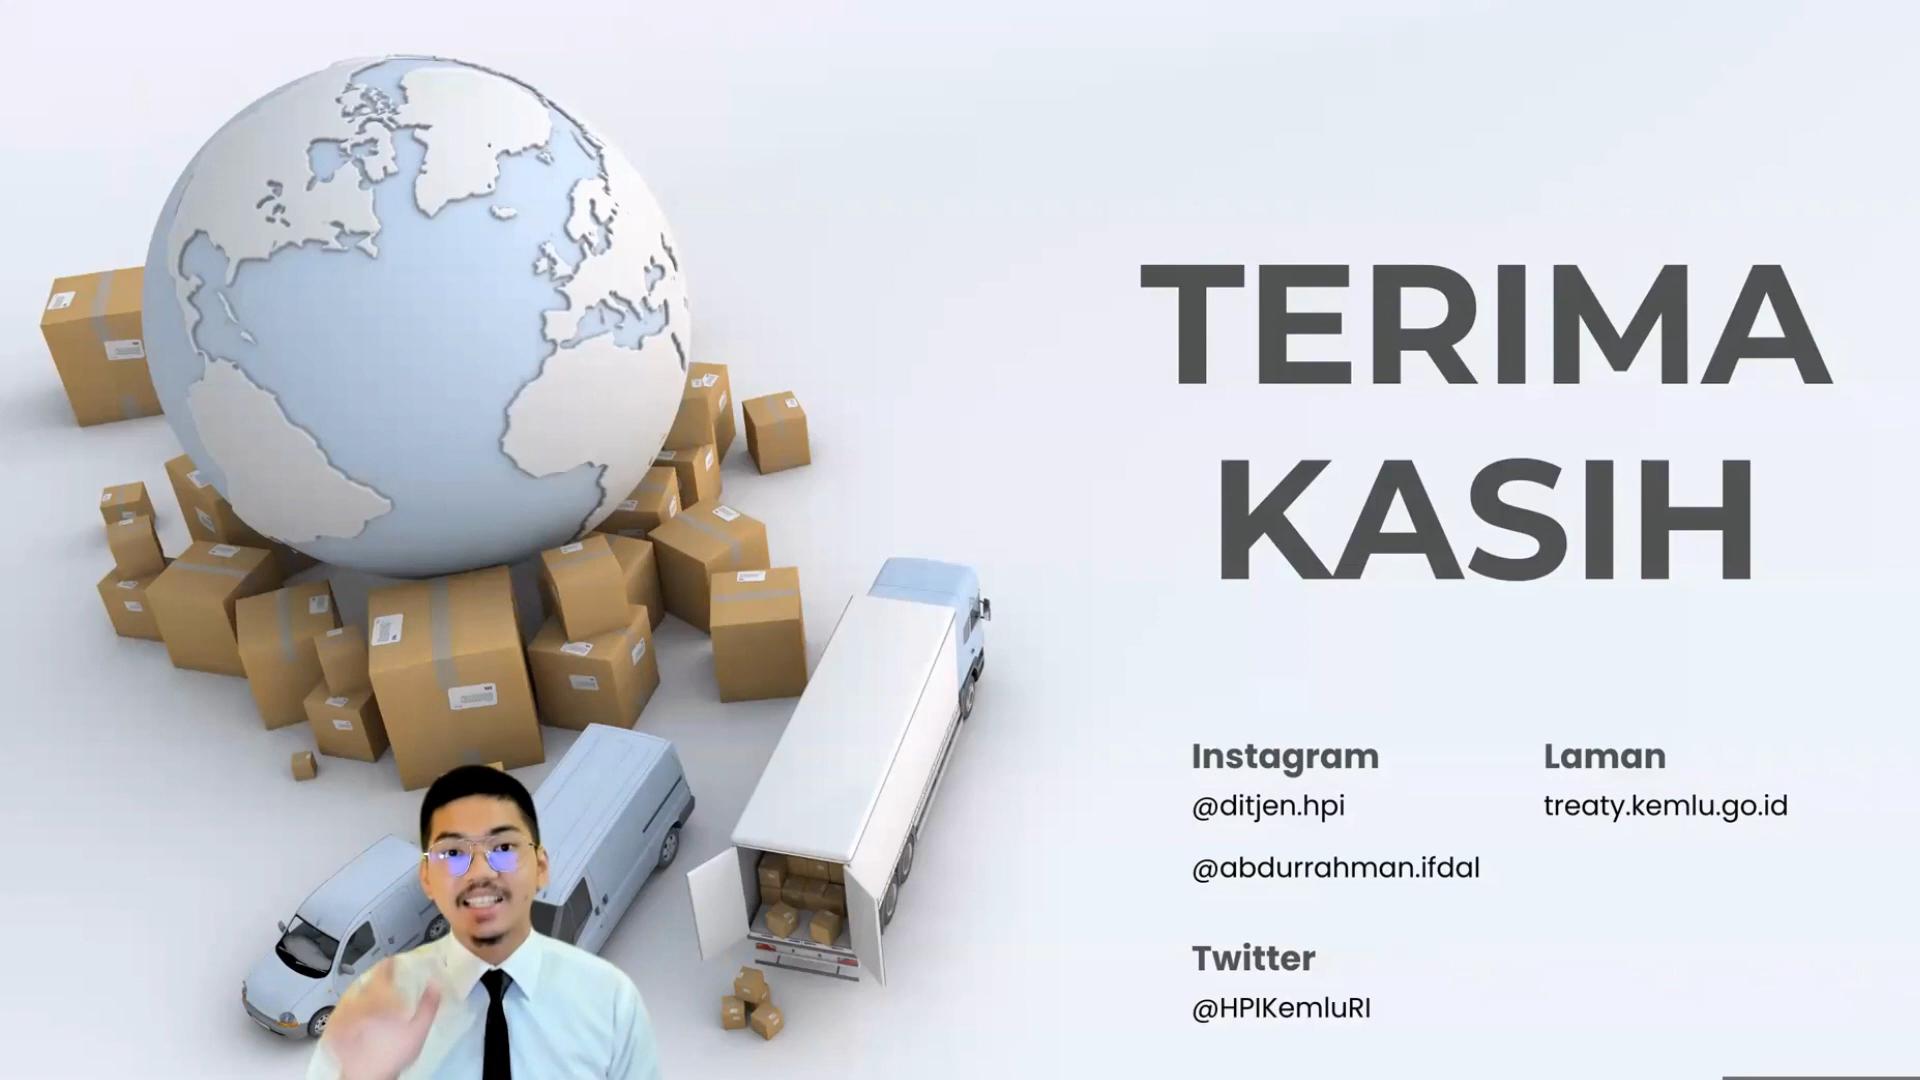 TERIMA
KASIH
Instagram
@ditjen.hpi
@abdurrahman.ifdal
Laman
treaty.kemlu.go.id
Twitter
@HPIKemluRI